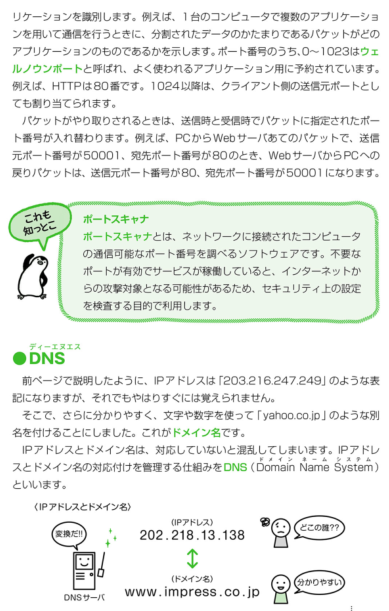 リケーションを識別します。例えば、1台のコンピュータで複数のアプリケーショ
ンを用いて通信を行うときに、分割されたデータのかたまりであるパケットがどの
アプリケーションのものであるかを示します。ポート番号のうち、0～1023はウェ
ルノウンポートと呼ばれ、よく使われるアプリケーション用に予約されています。
例えば、HTTPは80番です。1024以降は、クライアント側の送信元ポートとし
ても割り当てられます。
パケットがやり取りされるときは、送信時と受信時でパケットに指定されたポー
ト番号が入れ替わります。例えば、PCからWebサーバあてのパケットで、送信
元ポート番号が50001、宛先ポート番号が80のとき、WebサーバからPCへの
戻りパケットは、送信元ポート番号が80、宛先ポート番号が50001になります。
これも
知っとこ
ポートスキャナ
ポートスキャナとは、ネットワークに接続されたコンピュータ
の通信可能なポート番号を調べるソフトウェアです。不要な
ポートが有効でサービスが稼働していると、インターネットか
らの攻撃対象となる可能性があるため、セキュリティ上の設定
を検査する目的で利用します。
ディーエヌエス
●DNS
前ページで説明したように、IPアドレスは「203.216.247.249」のような表
記になりますが、それでもやはりすぐには覚えられません。
そこで、さらに分かりやすく、文字や数字を使って「yahoo.co.jp」のような別
名を付けることにしました。これがドメイン名です。
IPアドレスとドメイン名は、対応していないと混乱してしまいます。IPアドレ
ドメイン ネーム システム
スとドメイン名の対応付けを管理する仕組みをDNS（Domain Name System）
といいます。
〈IPアドレスとドメイン名〉
変換だ!!
DNSサーバ
（IPアドレス）
202.218.13.138
どこの誰??
（ドメイン名）
www.impress.co.jp
分かりやすい